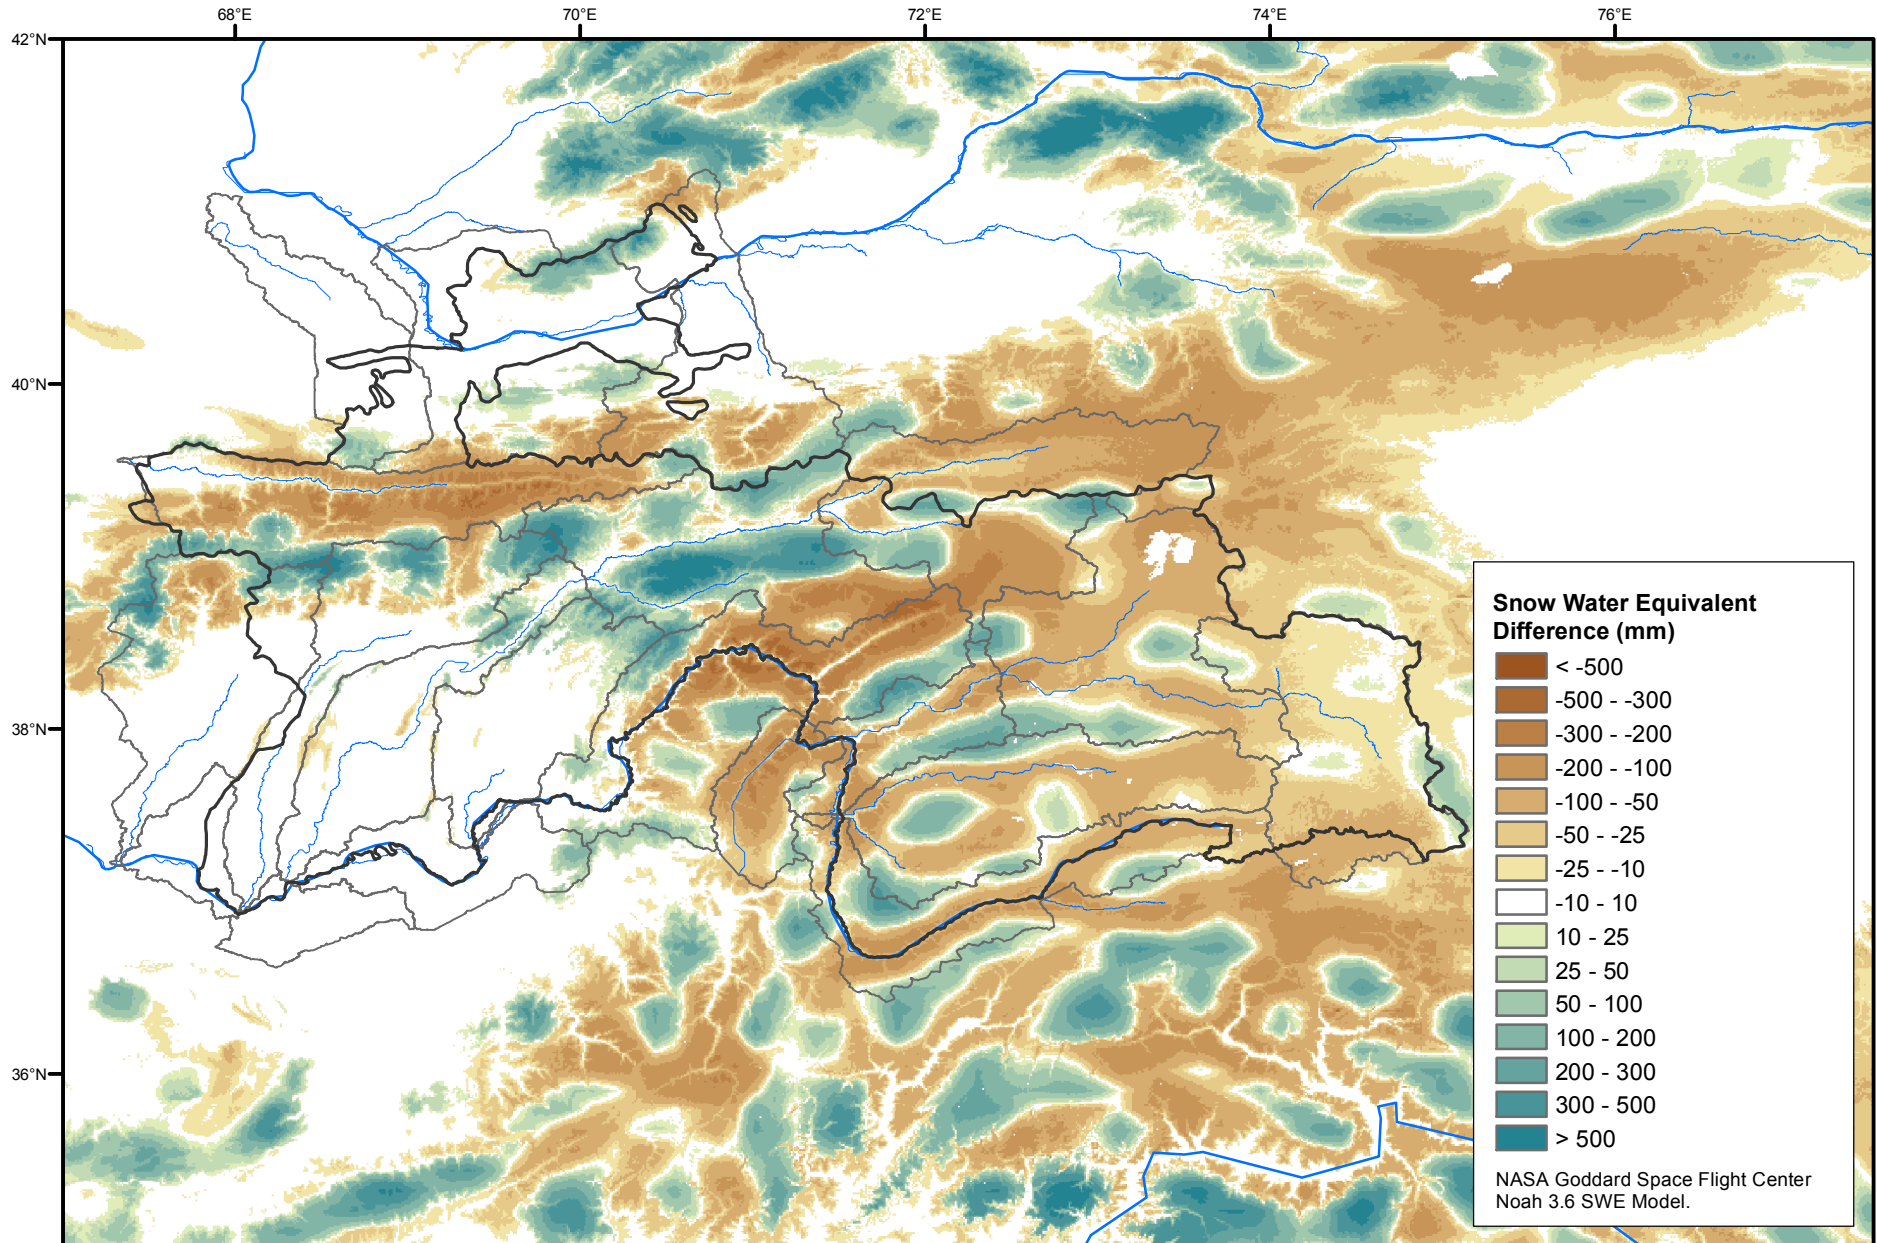 68°E
70°E
72°E
74°E
76°E
42°N
40°N
38°N
36°N
Snow Water Equivalent
Difference (mm)
< -500
-500 - -300
-300 - -200
-200 - -100
-100 - -50
-50 - -25
-25 - -10
-10 - 10
10 - 25
25 - 50
50 - 100
100 - 200
200 - 300
300 - 500
> 500
NASA Goddard Space Flight Center
Noah 3.6 SWE Model.